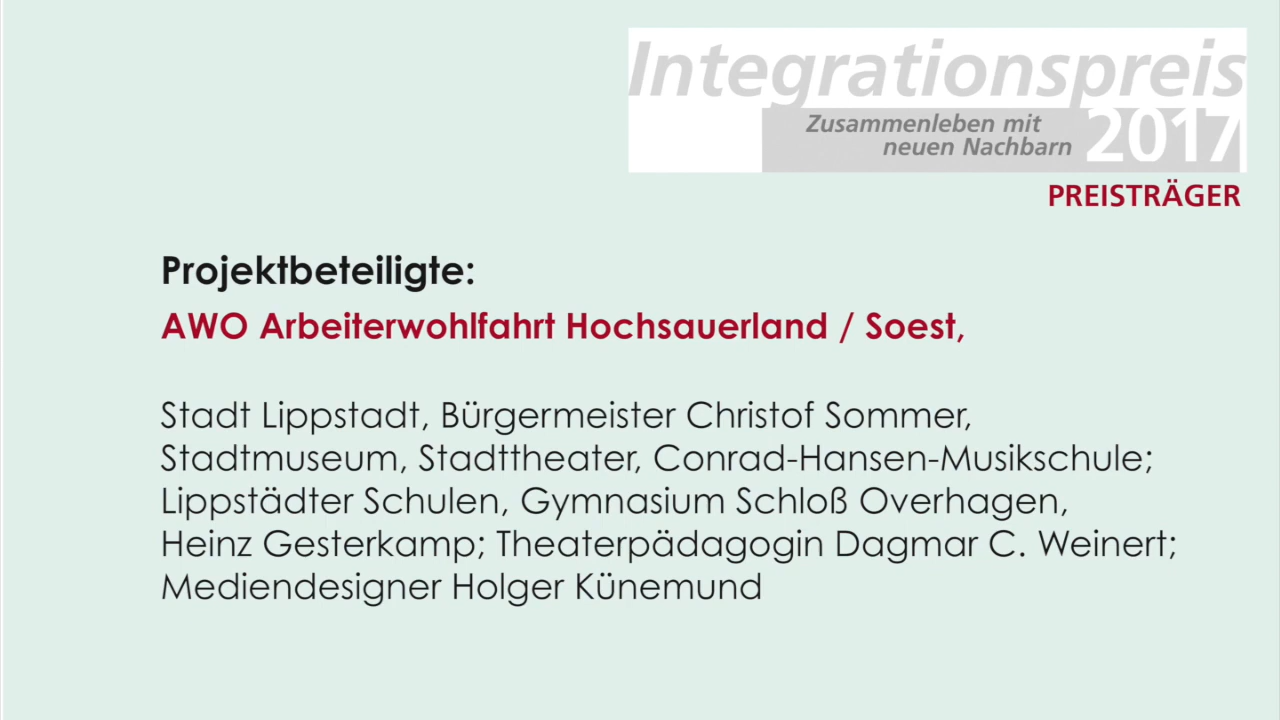 Integrationspreis
Zusammenleben mit
neuen Nachbarn
2017
PREISTRÄGER
Projektbeteiligte:
AWO Arbeiterwohlfahrt Hochsauerland / Soest,
Stadt Lippstadt, Bürgermeister Christof Sommer,
Stadtmuseum, Stadttheater, Conrad-Hansen-Musikschule;
Lippstädter Schulen, Gymnasium Schloß Overhagen,
Heinz Gesterkamp; Theaterpädagogin Dagmar C. Weinert;
Mediendesigner Holger Künemund